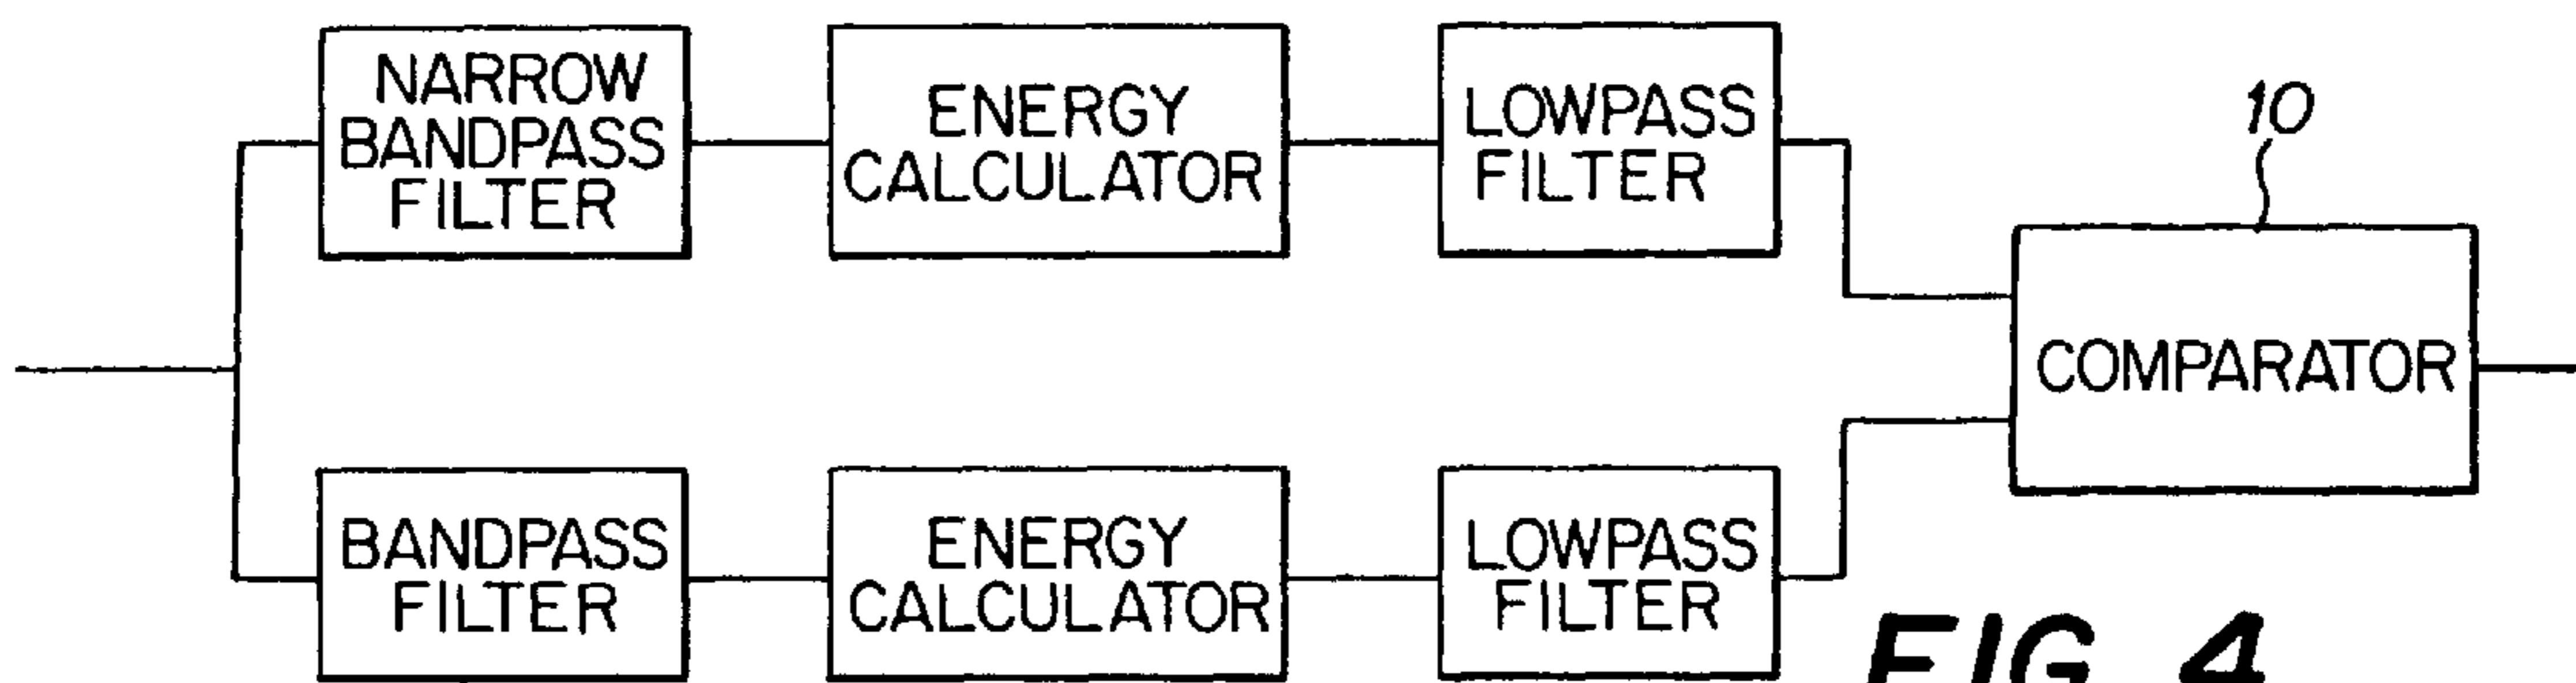 NARROW
BANDPASS
FILTER
ENERGY
CALCULATOR
LOWPASS
FILTER
10
COMPARATOR
BANDPASS
FILTER
ENERGY
CALCULATOR
LOWPASS
FILTER
FIG. 4